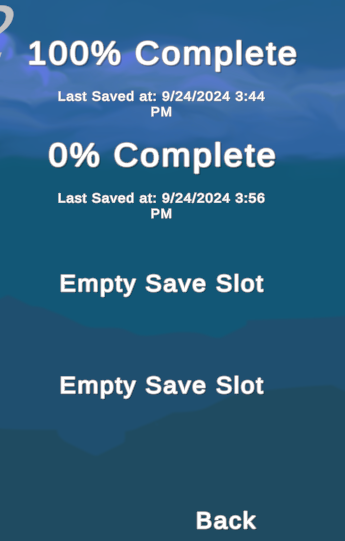 100% Complete
Last Saved at: 9/24/2024 3:44
PM
0% Complete
Last Saved at: 9/24/2024 3:56
PM
Empty Save Slot
Empty Save Slot
Back